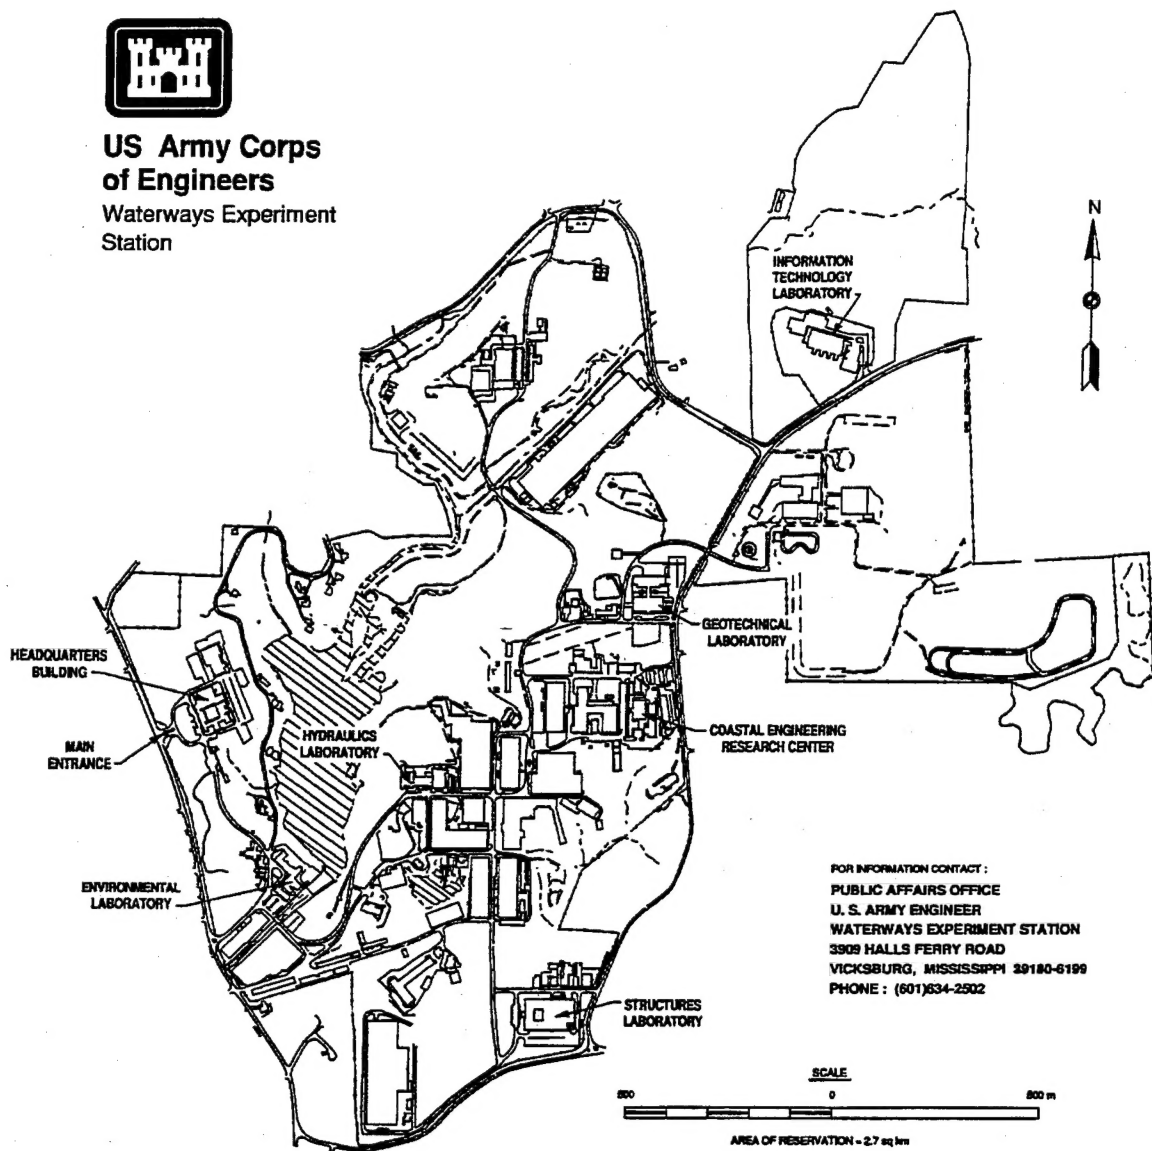 US Army Corps
of Engineers
Waterways Experiment
Station
N
INFORMATION
TECHNOLOGY
LABORATORY
GEOTECHNICAL
LABORATORY
HEADQUARTERS
BUILDING
MAIN
ENTRANCE
HYDRAULICS
LABORATORY
COASTAL ENGINEERING
RESEARCH CENTER
ENVIRONMENTAL
LABORATORY
STRUCTURES
LABORATORY
FOR INFORMATION CONTACT :
PUBLIC AFFAIRS OFFICE
U. S. ARMY ENGINEER
WATERWAYS EXPERIMENT STATION
3909 HALLS FERRY ROAD
VICKSBURG, MISSISSIPPI 39180-6199
PHONE : (601)634-2502
SCALE
500 0 500 m
AREA OF RESERVATION = 2.7 sq km